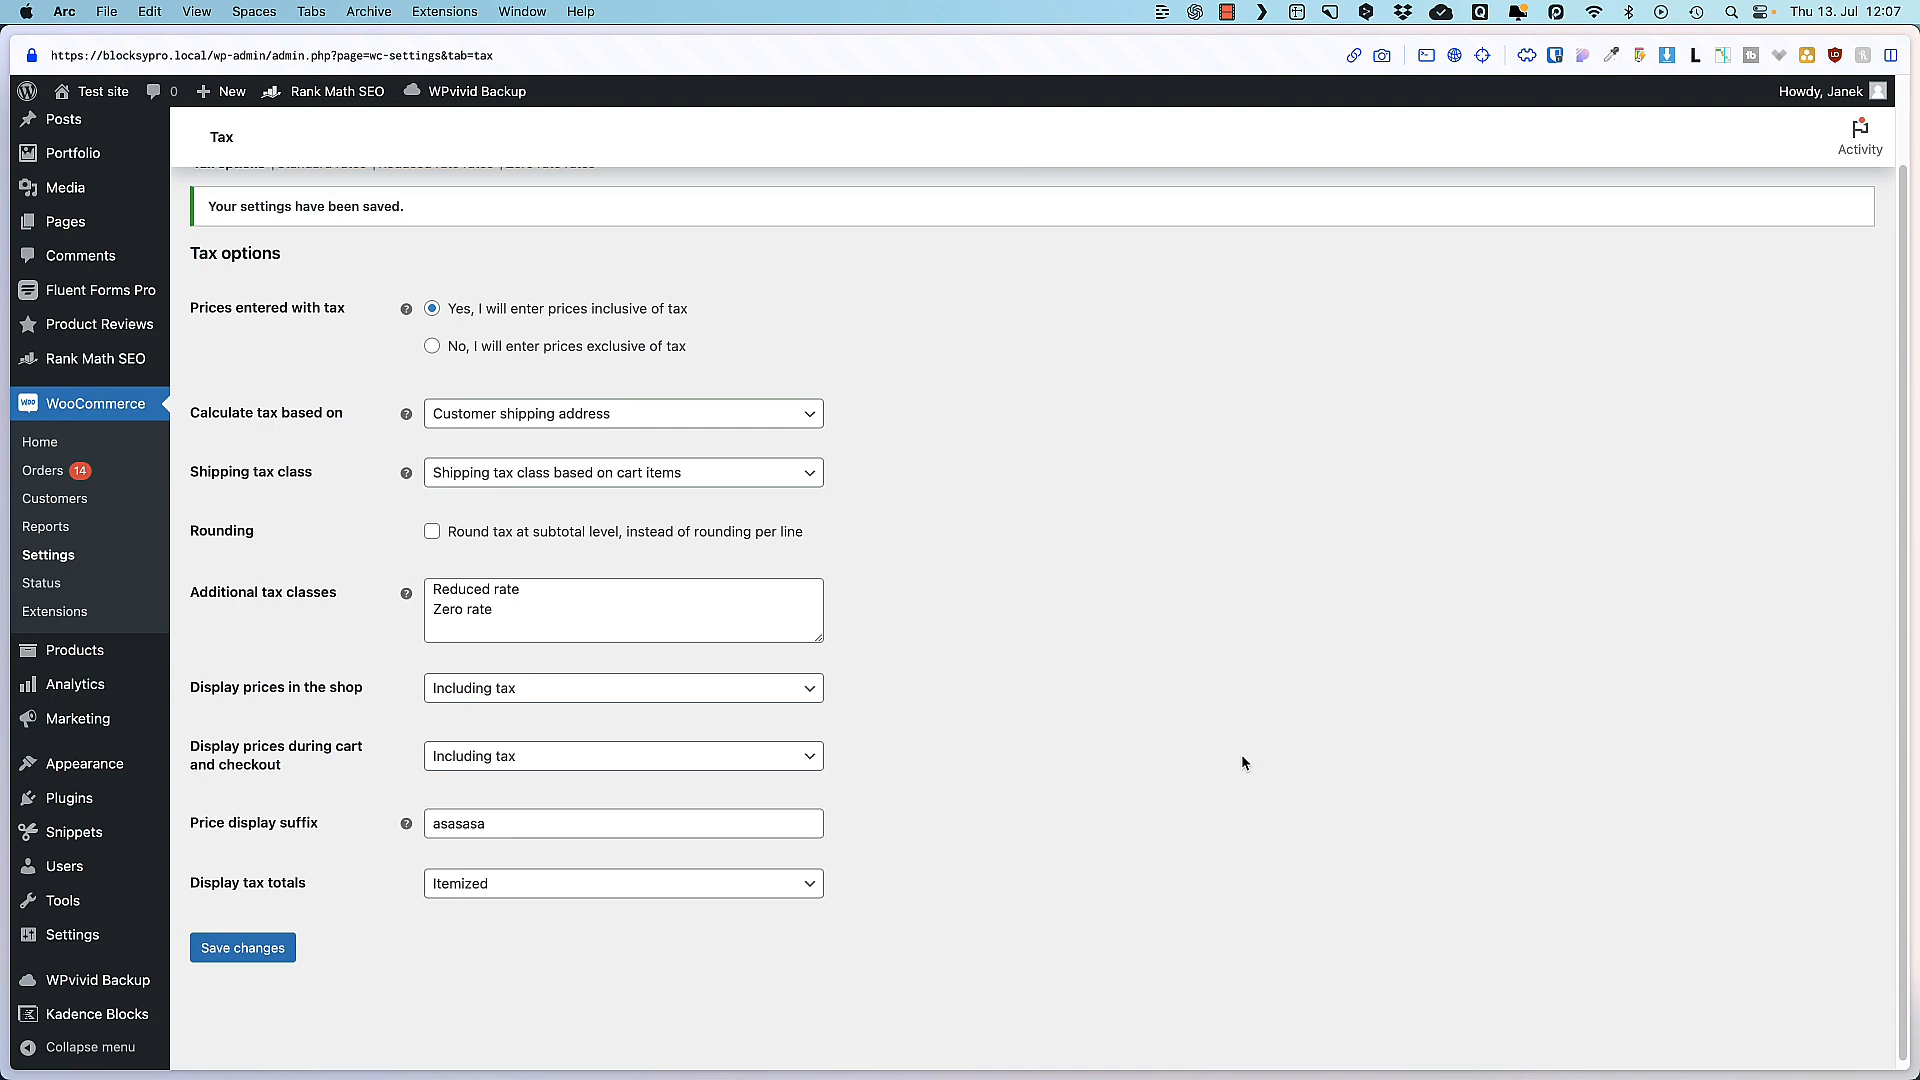 Arc File Edit View Spaces Tabs Archive Extensions Window Help Thu 13. Jul 12:07
https://blocksypro.local/wp-admin/admin.php?page=wc-settings&tab=tax
Test site 0 New Rank Math SEO WPvivid Backup Howdy, Janek
Posts
Portfolio
Media
Pages
Comments
Fluent Forms Pro
Product Reviews
Rank Math SEO
WooCommerce
Home
Orders 14
Customers
Reports
Settings
Status
Extensions
Products
Analytics
Marketing
Appearance
Plugins
Snippets
Users
Tools
Settings
WPvivid Backup
Kadence Blocks
Collapse menu
Tax
Activity
Your settings have been saved.
Tax options
Prices entered with tax
Yes, I will enter prices inclusive of tax
No, I will enter prices exclusive of tax
Calculate tax based on
Customer shipping address
Shipping tax class
Shipping tax class based on cart items
Rounding
Round tax at subtotal level, instead of rounding per line
Additional tax classes
Reduced rate
Zero rate
Display prices in the shop
Including tax
Display prices during cart
and checkout
Including tax
Price display suffix
asasasa
Display tax totals
Itemized
Save changes